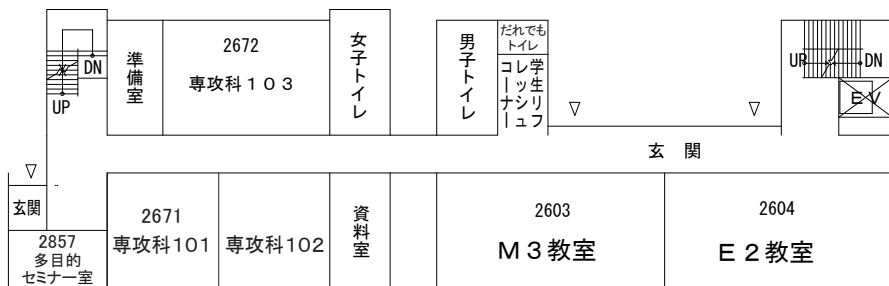 DN
UP
準備室
2672
専攻科103
女子トイレ
男子トイレ
だれでも
トイレ
学生リフ
レッシュ
コーナー
UP
DN
EV
玄 関
玄関
2857
多目的
セミナー室
2671
専攻科101
専攻科102
資料室
2603
M3教室
2604
E2教室